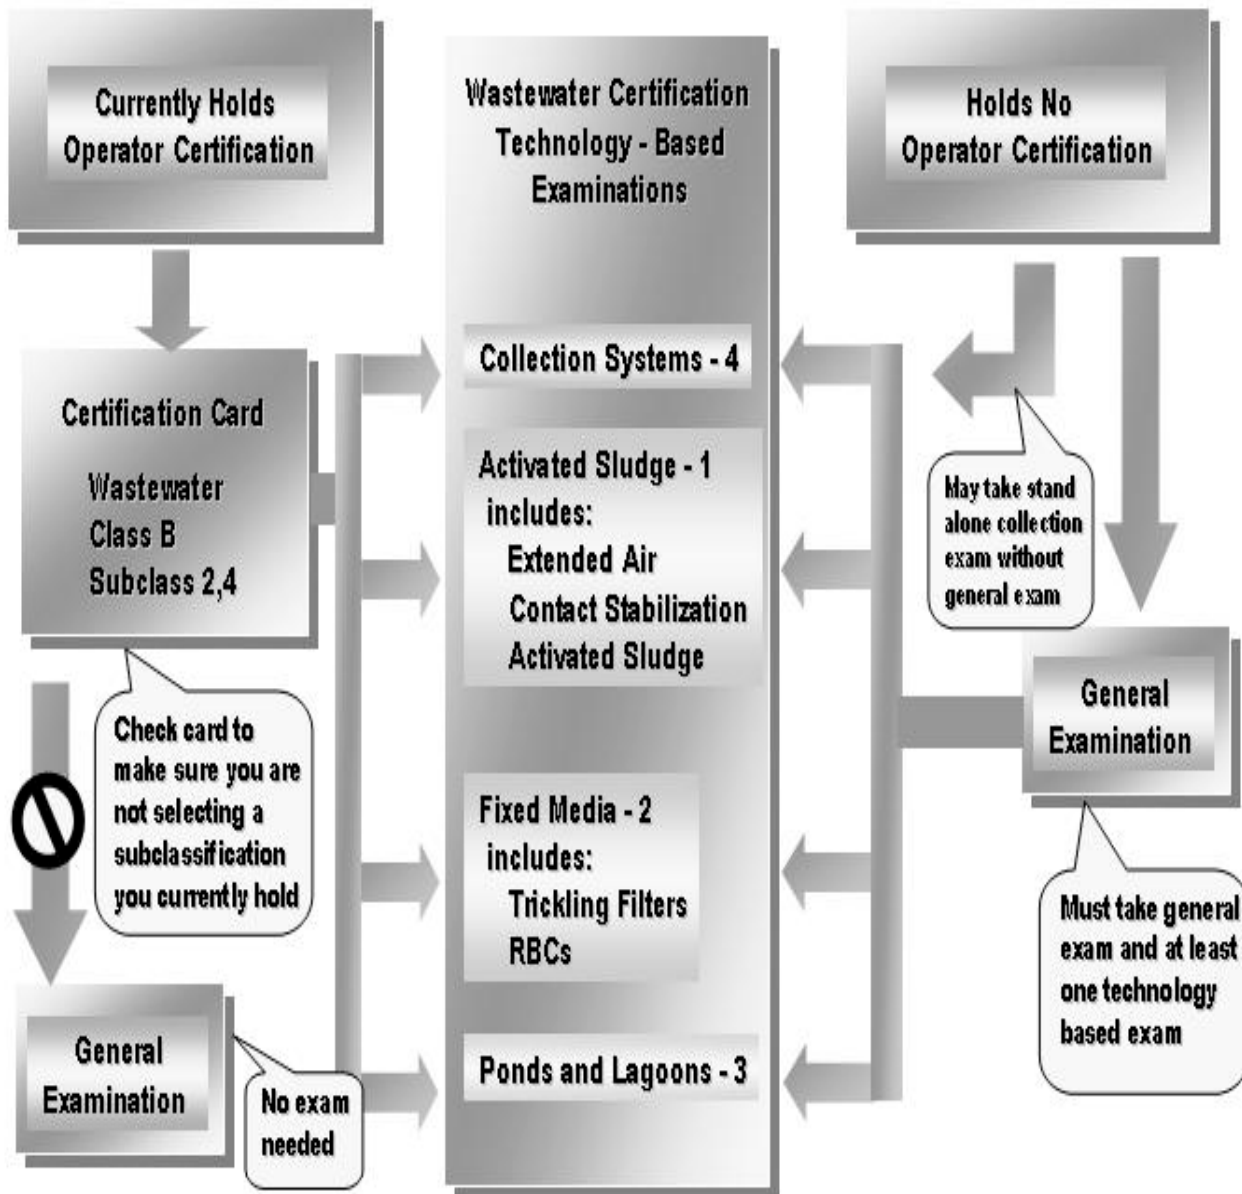 Currently Holds
Operator Certification
Certification Card
Wastewater
Class B
Subclass 2,4
Check card to
make sure you are
not selecting a
subclassification
you currently hold
General
Examination
No exam
needed
Wastewater Certification
Technology - Based
Examinations
Collection Systems - 4
Activated Sludge - 1
includes:
Extended Air
Contact Stabilization
Activated Sludge
Fixed Media - 2
includes:
Trickling Filters
RBCs
Ponds and Lagoons - 3
Holds No
Operator Certification
May take stand
alone collection
exam without
general exam
General
Examination
Must take general
exam and at least
one technology
based exam